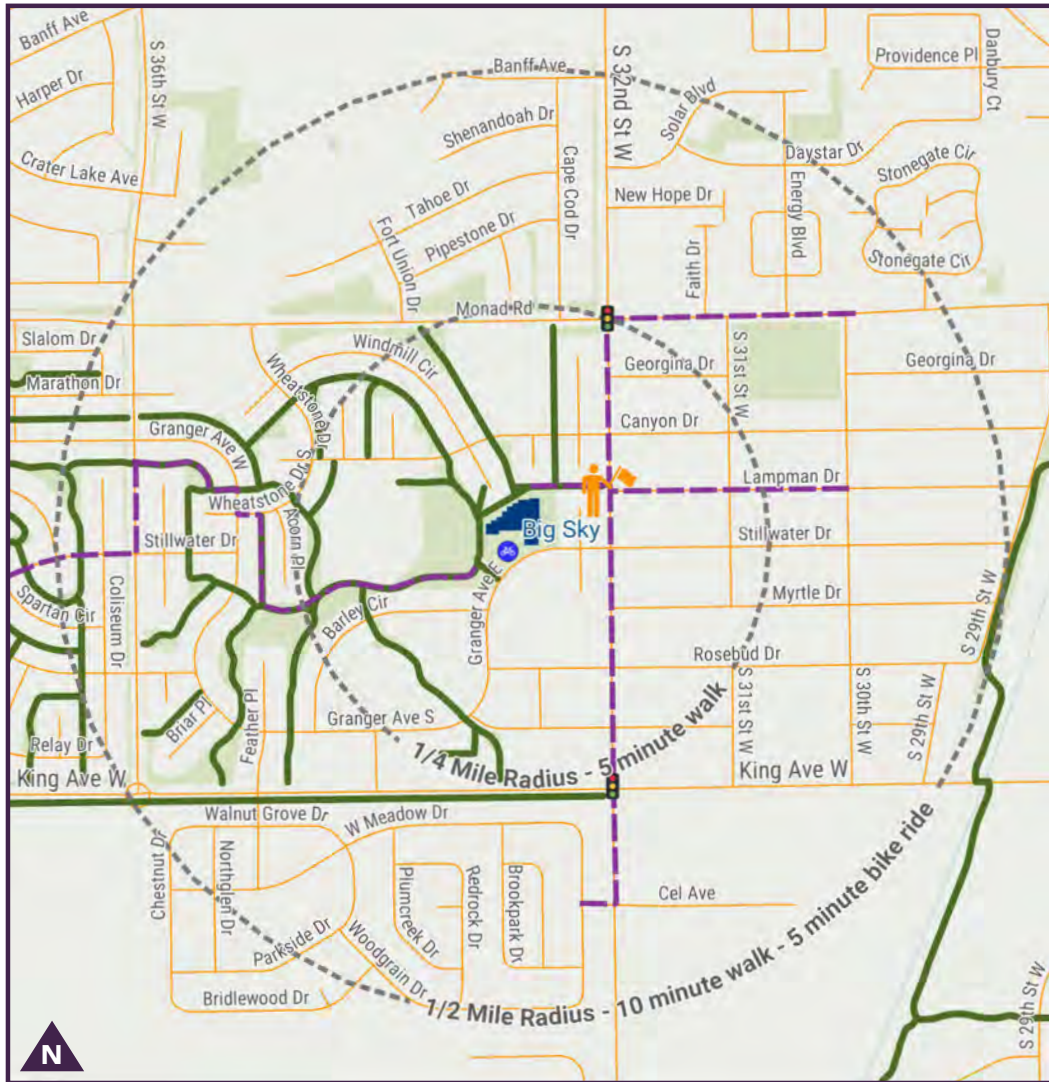 Banff Ave
Harper Dr
Crater Lake Ave
S 36th St W
Banff Ave
Shenandoah Dr
Cape Cod Dr
Tahoe Dr
Fort Union Dr
Pipestone Dr
S 32nd St W
Solar Blvd
Providence Pl
Danbury Ct
Daystar Dr
Energy Blvd
New Hope Dr
Faith Dr
Stonegate Cir
Stonegate Cir
Monad Rd
Slalom Dr
Marathon Dr
Windmill Cir
Wheatstone Dr
Georgina Dr
S 31st St W
Georgina Dr
Canyon Dr
Granger Ave W
Wheatstone Dr S
Lampman Dr
Acorn Pl
Big Sky
Stillwater Dr
Stillwater Dr
Spartan Cir
Coliseum Dr
Barley Cir
Granger Ave E
Myrtle Dr
S 29th St W
Rosebud Dr
Briar Pl
Feather Pl
Granger Ave S
S 31st St W
S 30th St W
S 29th St W
Relay Dr
1/4 Mile Radius - 5 minute walk
King Ave W
King Ave W
Walnut Grove Dr
W Meadow Dr
Chestnut Dr
Northglen Dr
Plumcreek Dr
Redrock Dr
Brookpark Dr
Cel Ave
Parkside Dr
Woodgrain Dr
Bridlewood Dr
1/2 Mile Radius - 10 minute walk - 5 minute bike ride
S 29th St W
N